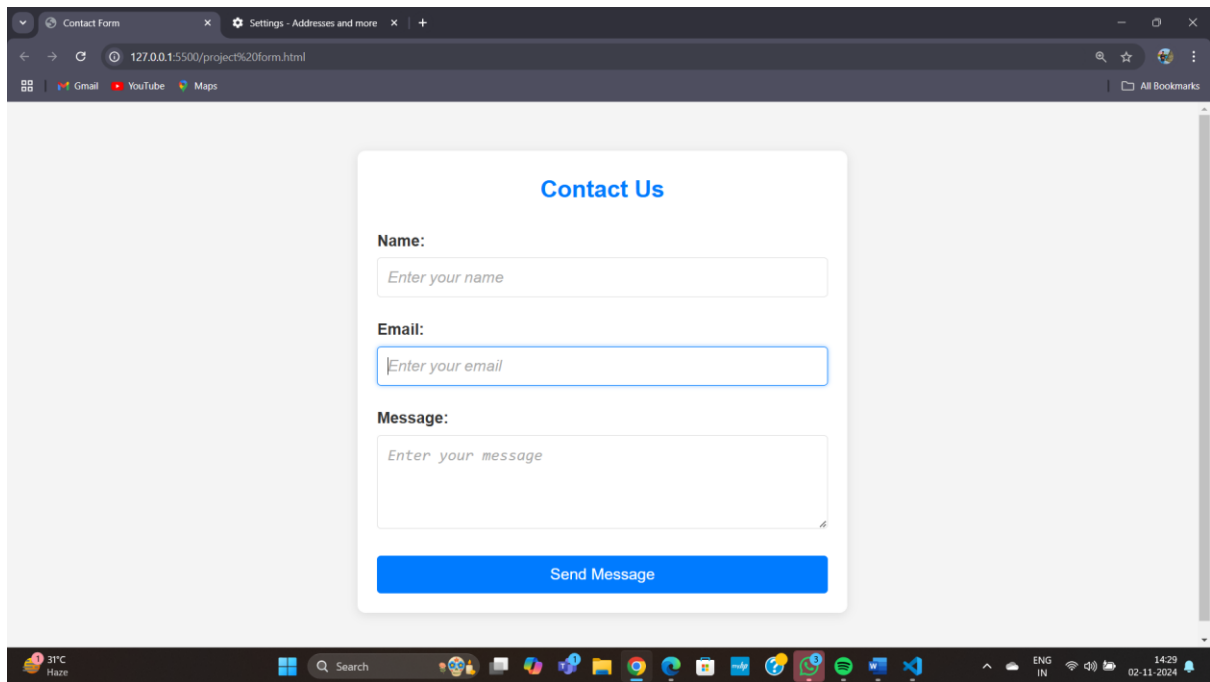 Contact Form
Settings - Addresses and more
127.0.0.1:5500/project%20form.html
Gmail YouTube Maps
All Bookmarks
Contact Us
Name:
Enter your name
Email:
Enter your email
Message:
Enter your message
Send Message
1
31°C
Haze
Search
3
ENG
IN
14:29
02-11-2024